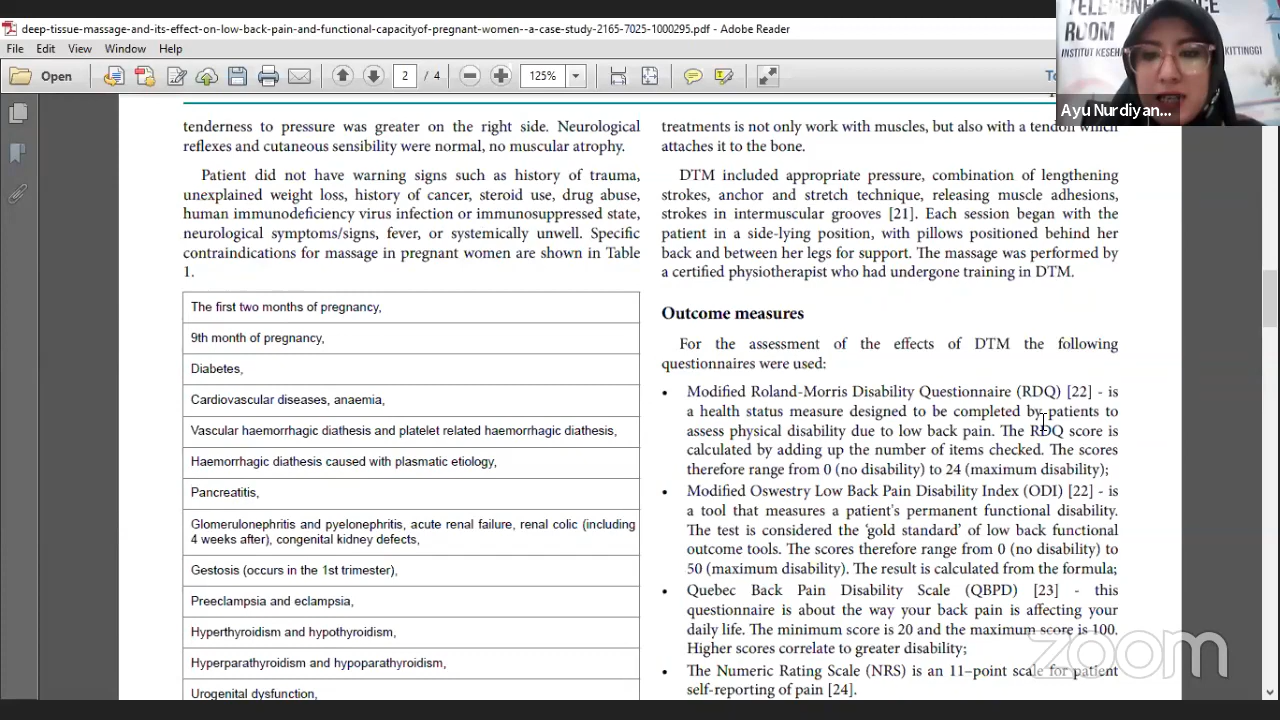 deep-tissue-massage-and-its-effect-on-low-back-pain-and-functional-capacityof-pregnant-women--a-case-study-2165-7025-1000295.pdf - Adobe Reader
File Edit View Window Help
Open
2 / 4
125%
TELECONFERENCE
ROOM
INSTITUT KESEHA
KITTINGGI
Ayu Nurdiyan...
tenderness to pressure was greater on the right side. Neurological
reflexes and cutaneous sensibility were normal, no muscular atrophy.
Patient did not have warning signs such as history of trauma,
unexplained weight loss, history of cancer, steroid use, drug abuse,
human immunodeficiency virus infection or immunosuppressed state,
neurological symptoms/signs, fever, or systemically unwell. Specific
contraindications for massage in pregnant women are shown in Table
1.
The first two months of pregnancy,
9th month of pregnancy,
Diabetes,
Cardiovascular diseases, anaemia,
Vascular haemorrhagic diathesis and platelet related haemorrhagic diathesis,
Haemorrhagic diathesis caused with plasmatic etiology,
Pancreatitis,
Glomerulonephritis and pyelonephritis, acute renal failure, renal colic (including
4 weeks after), congenital kidney defects,
Gestosis (occurs in the 1st trimester),
Preeclampsia and eclampsia,
Hyperthyroidism and hypothyroidism,
Hyperparathyroidism and hypoparathyroidism,
Urogenital dysfunction,
treatments is not only work with muscles, but also with a tendon which
attaches it to the bone.
DTM included appropriate pressure, combination of lengthening
strokes, anchor and stretch technique, releasing muscle adhesions,
strokes in intermuscular grooves [21]. Each session began with the
patient in a side-lying position, with pillows positioned behind her
back and between her legs for support. The massage was performed by
a certified physiotherapist who had undergone training in DTM.
Outcome measures
For the assessment of the effects of DTM the following
questionnaires were used:
• Modified Roland-Morris Disability Questionnaire (RDQ) [22] - is
a health status measure designed to be completed by patients to
assess physical disability due to low back pain. The RDQ score is
calculated by adding up the number of items checked. The scores
therefore range from 0 (no disability) to 24 (maximum disability);
• Modified Oswestry Low Back Pain Disability Index (ODI) [22] - is
a tool that measures a patient's permanent functional disability.
The test is considered the 'gold standard' of low back functional
outcome tools. The scores therefore range from 0 (no disability) to
50 (maximum disability). The result is calculated from the formula;
• Quebec Back Pain Disability Scale (QBPD) [23] - this
questionnaire is about the way your back pain is affecting your
daily life. The minimum score is 20 and the maximum score is 100.
Higher scores correlate to greater disability;
• The Numeric Rating Scale (NRS) is an 11–point scale for patient
self-reporting of pain [24].
zoom